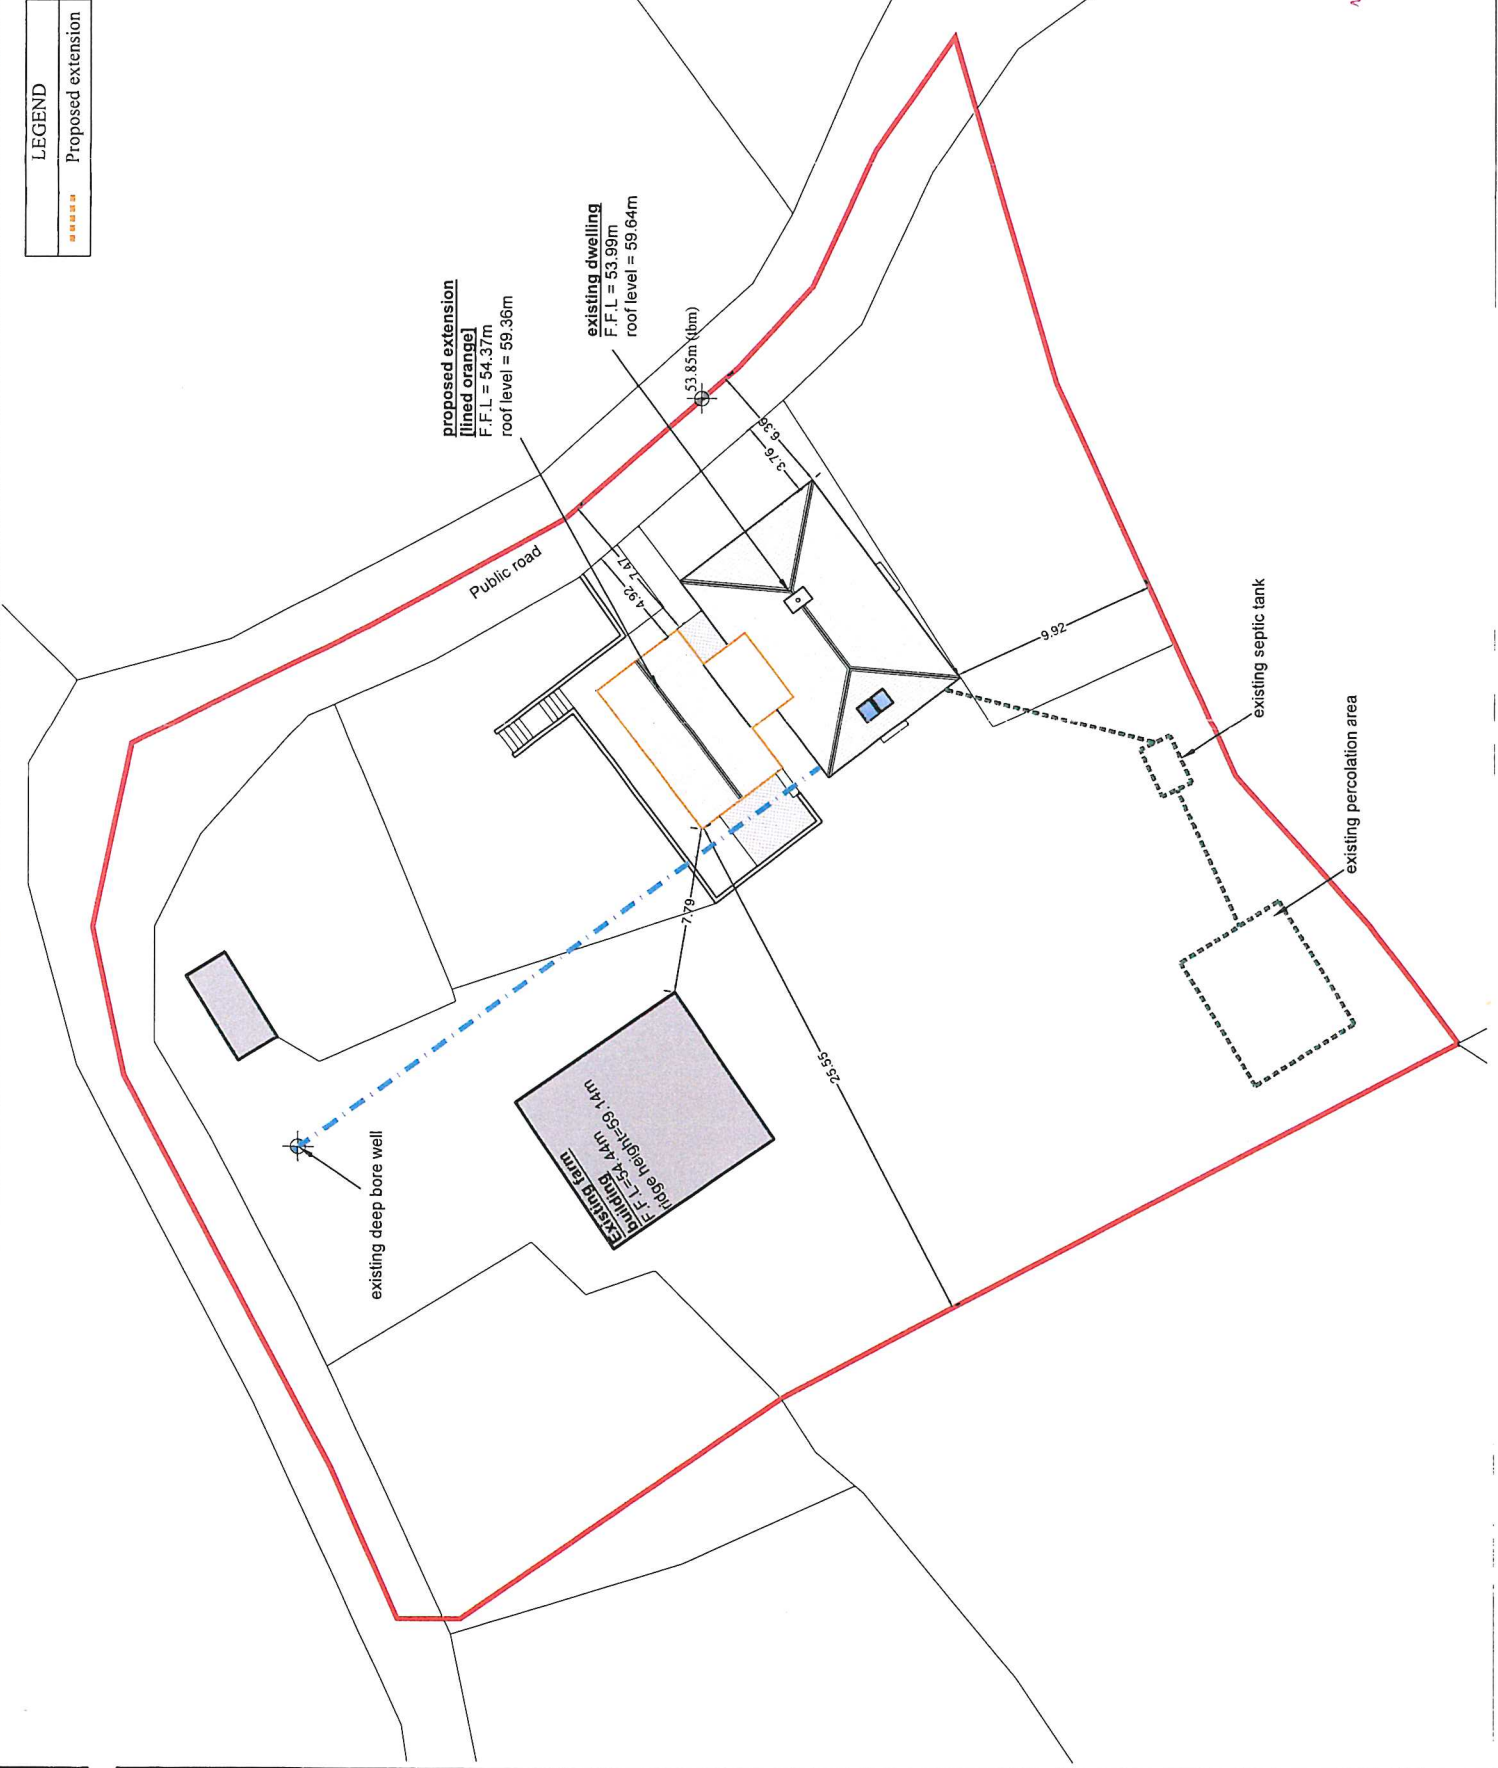 LEGEND
Proposed extension
proposed extension
[lined orange]
F.F.L = 54.37m
roof level = 59.36m
existing dwelling
F.F.L = 53.99m
roof level = 59.64m
53.85m (tbm)
Public road
6.36
3.76
7.47
4.92
9.92
7.79
25.55
existing septic tank
existing percolation area
existing deep bore well
Existing farm
building
F.F.L=54.44m
ridge height=59.14m